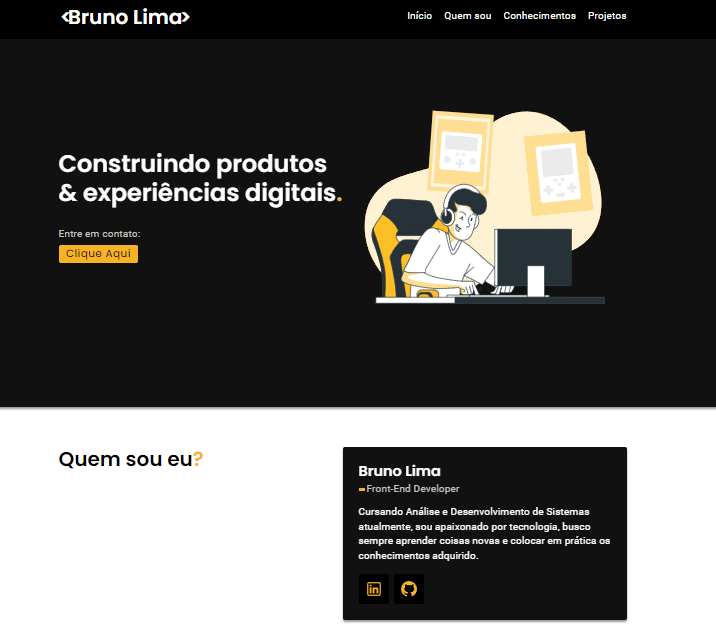 <Bruno Lima>
Início Quem sou Conhecimentos Projetos
Construindo produtos
& experiências digitais.
Entre em contato:
Clique Aqui
Quem sou eu?
Bruno Lima
Front-End Developer
Cursando Análise e Desenvolvimento de Sistemas
atualmente, sou apaixonado por tecnologia, busco
sempre aprender coisas novas e colocar em prática os
conhecimentos adquirido.
in